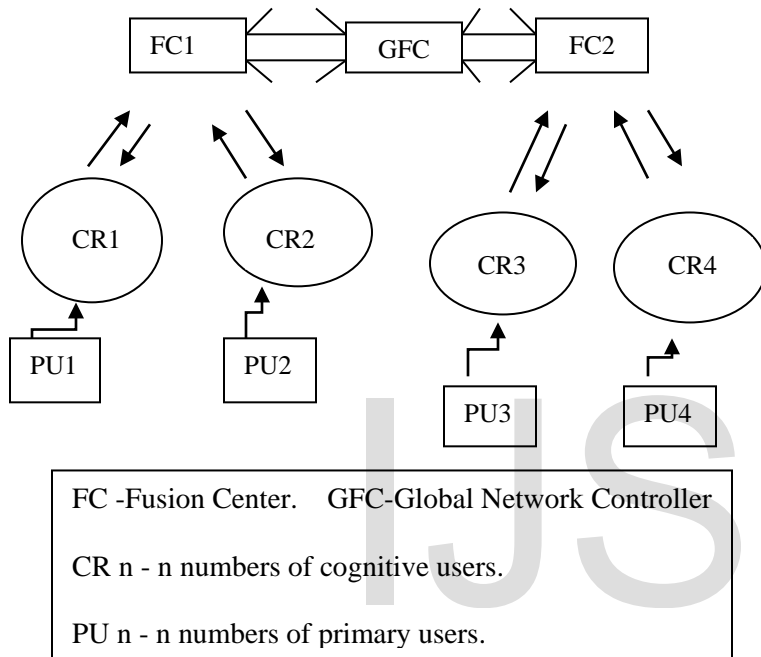 FC1 GFC FC2
CR1 CR2 CR3 CR4
PU1 PU2 PU3 PU4
IJS
FC -Fusion Center. GFC-Global Network Controller
CR n - n numbers of cognitive users.
PU n - n numbers of primary users.